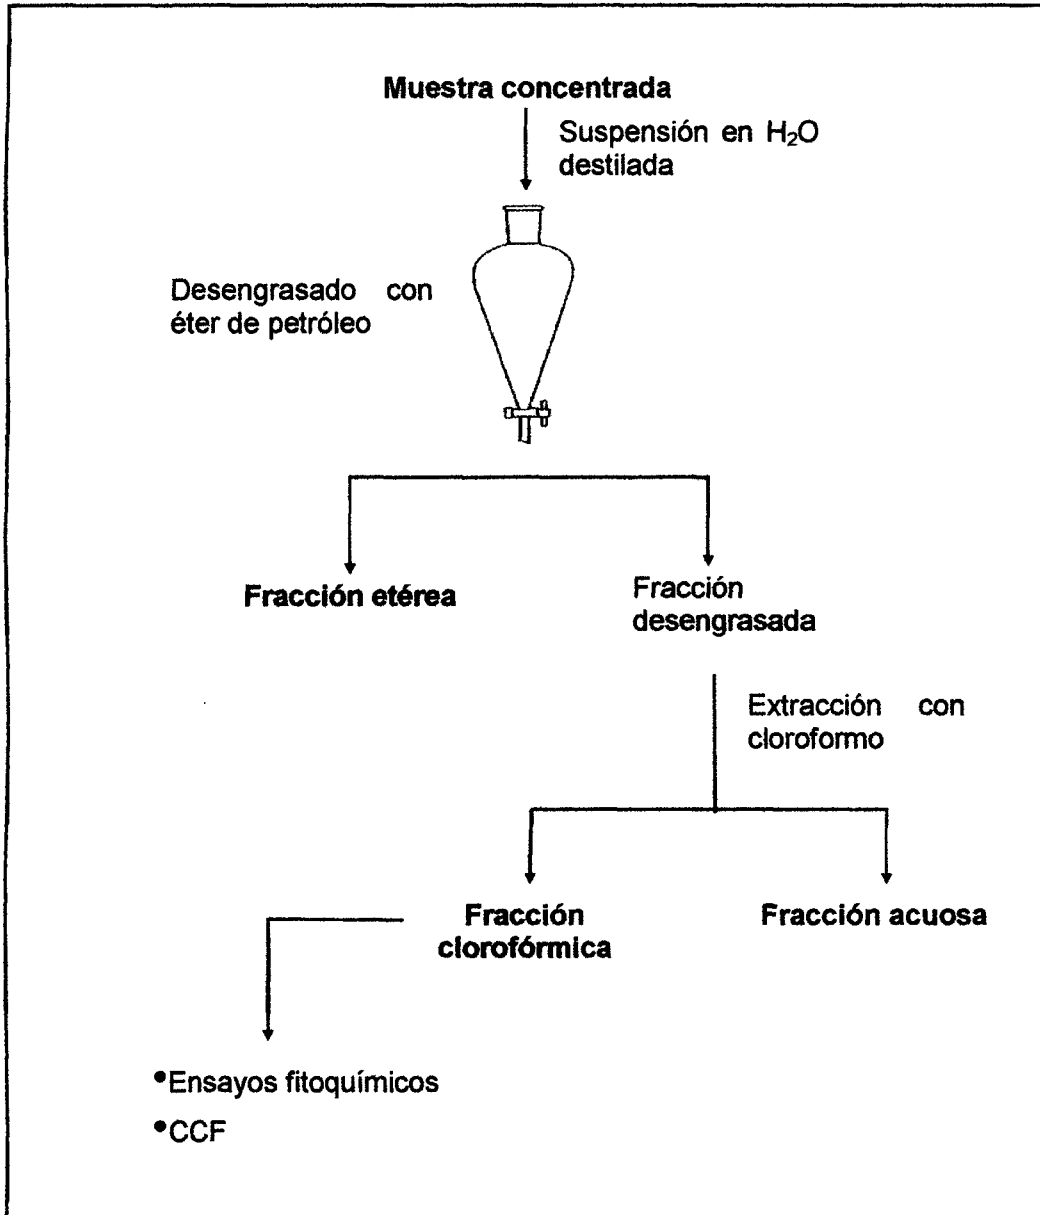 Muestra concentrada
Suspensión en H₂O
destilada
Desengrasado con
éter de petróleo
Fracción etérea
Fracción
desengrasada
Extracción con
cloroformo
Fracción
clorofórmica
Fracción acuosa
•Ensayos fitoquímicos
•CCF